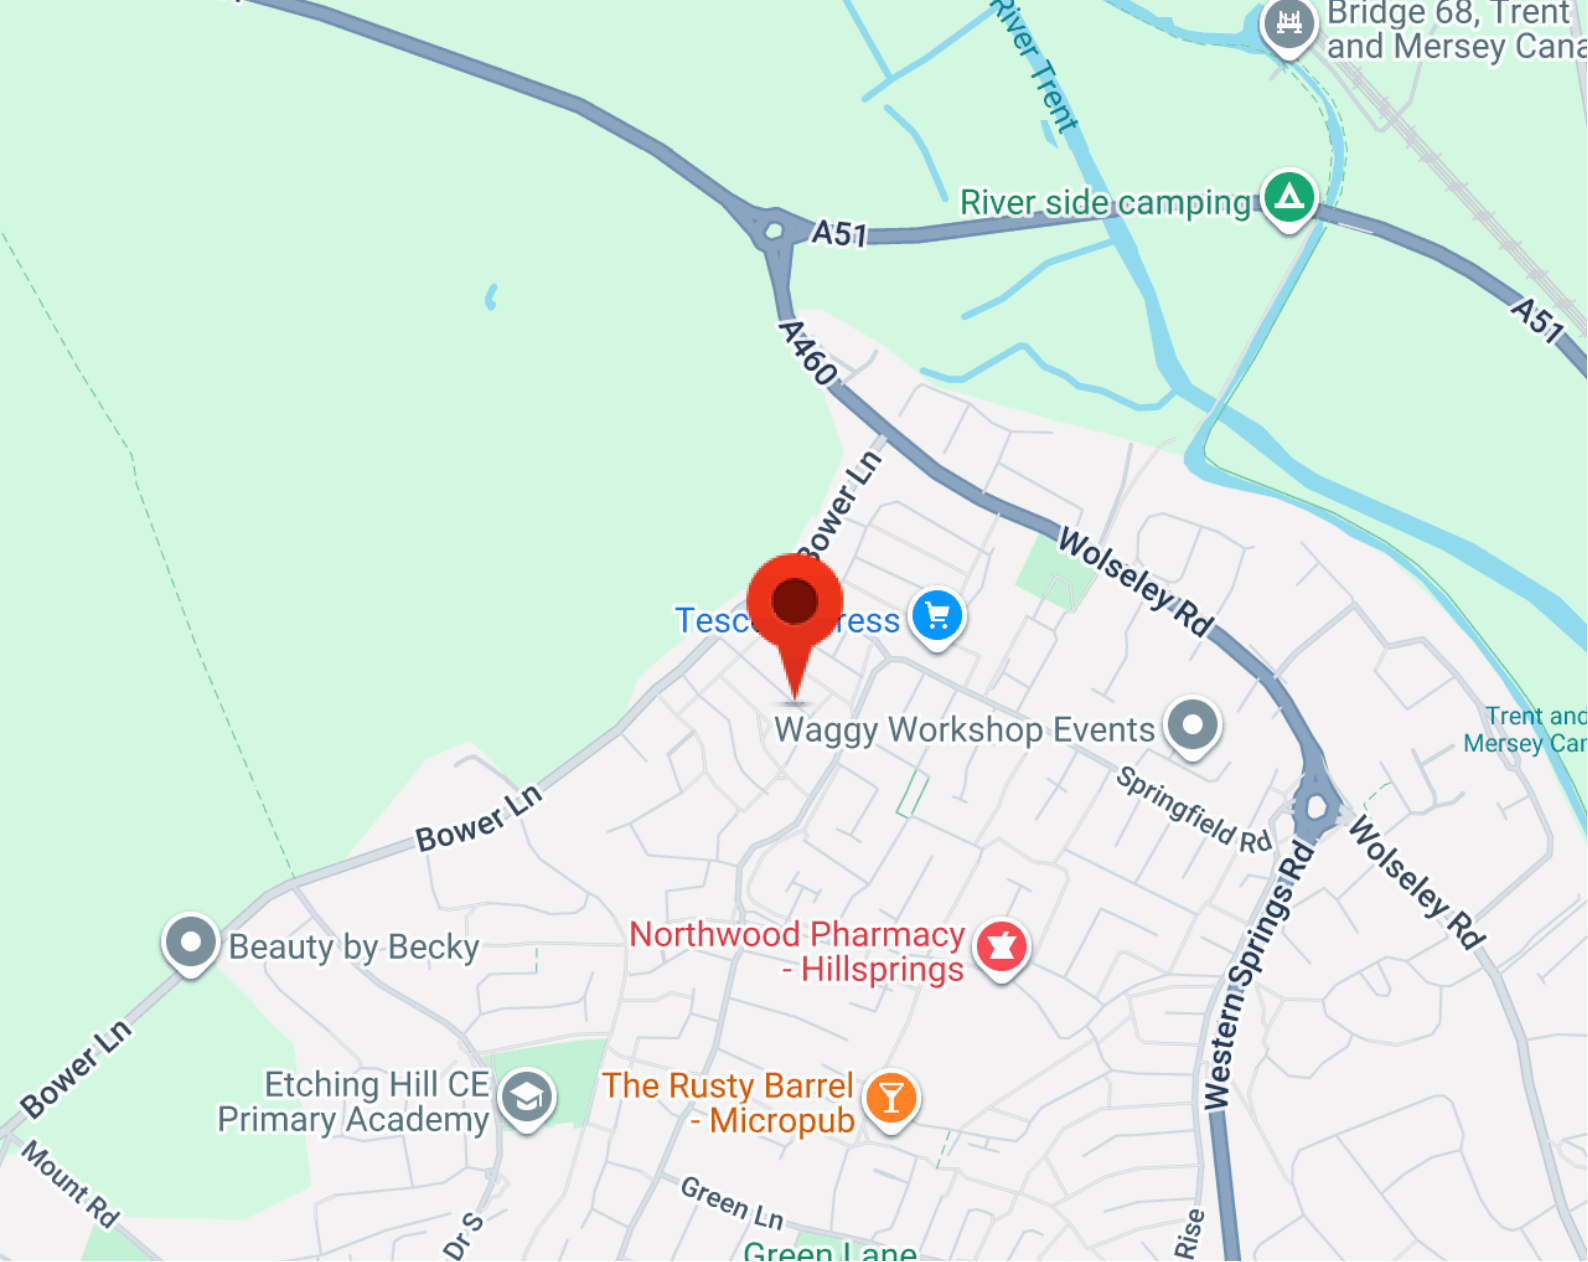 Bridge 68, Trent
and Mersey Cana
River Trent
River side camping
A51
A51
A460
Bower Ln
Wolseley Rd
Tesc
ress
Waggy Workshop Events
Trent and
Mersey Can
Springfield Rd
Bower Ln
Wolseley Rd
Western Springs Rd
Northwood Pharmacy
- Hillsprings
Beauty by Becky
Bower Ln
Etching Hill CE
Primary Academy
The Rusty Barrel
- Micropub
Mount Rd
Green Ln
Dr S
Rise
Green Lane